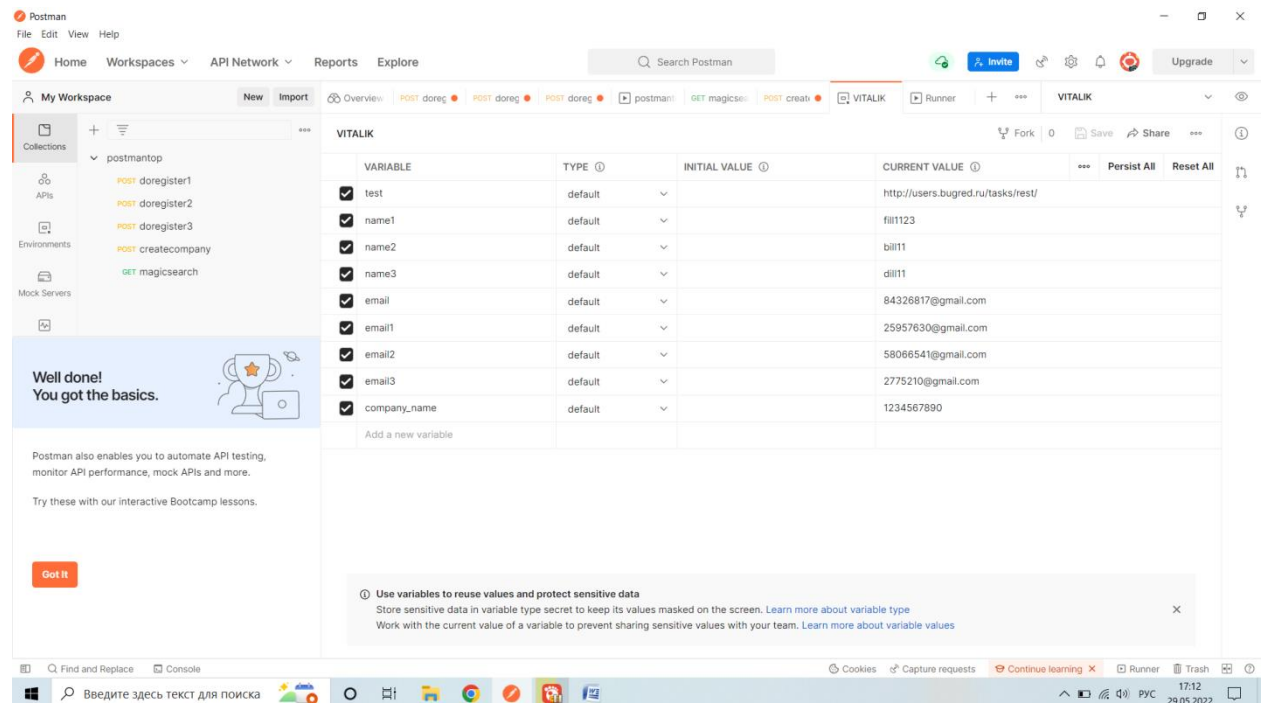 Postman
File Edit View Help
Home Workspaces API Network Reports Explore
Search Postman
Invite
Upgrade
My Workspace
New Import
Overview
POST doreg
POST doreg
POST doreg
postman
GET magicse
POST create
VITALIK
Runner
VITALIK
Collections
APIs
Environments
Mock Servers
postmantop
POST doregister1
POST doregister2
POST doregister3
POST createcompany
GET magicsearch
VITALIK
Fork 0 Save Share
VARIABLE TYPE INITIAL VALUE CURRENT VALUE Persist All Reset All
test default http://users.bugred.ru/tasks/rest/
name1 default fill1123
name2 default bill11
name3 default dill11
email default 84326817@gmail.com
email1 default 25957630@gmail.com
email2 default 58066541@gmail.com
email3 default 2775210@gmail.com
company_name default 1234567890
Add a new variable
Well done!
You got the basics.
Postman also enables you to automate API testing,
monitor API performance, mock APIs and more.
Try these with our interactive Bootcamp lessons.
Got It
Use variables to reuse values and protect sensitive data
Store sensitive data in variable type secret to keep its values masked on the screen. Learn more about variable type
Work with the current value of a variable to prevent sharing sensitive values with your team. Learn more about variable values
Find and Replace Console
Cookies Capture requests Continue learning Runner Trash
Введите здесь текст для поиска
РУС
17:12
29.05.2022